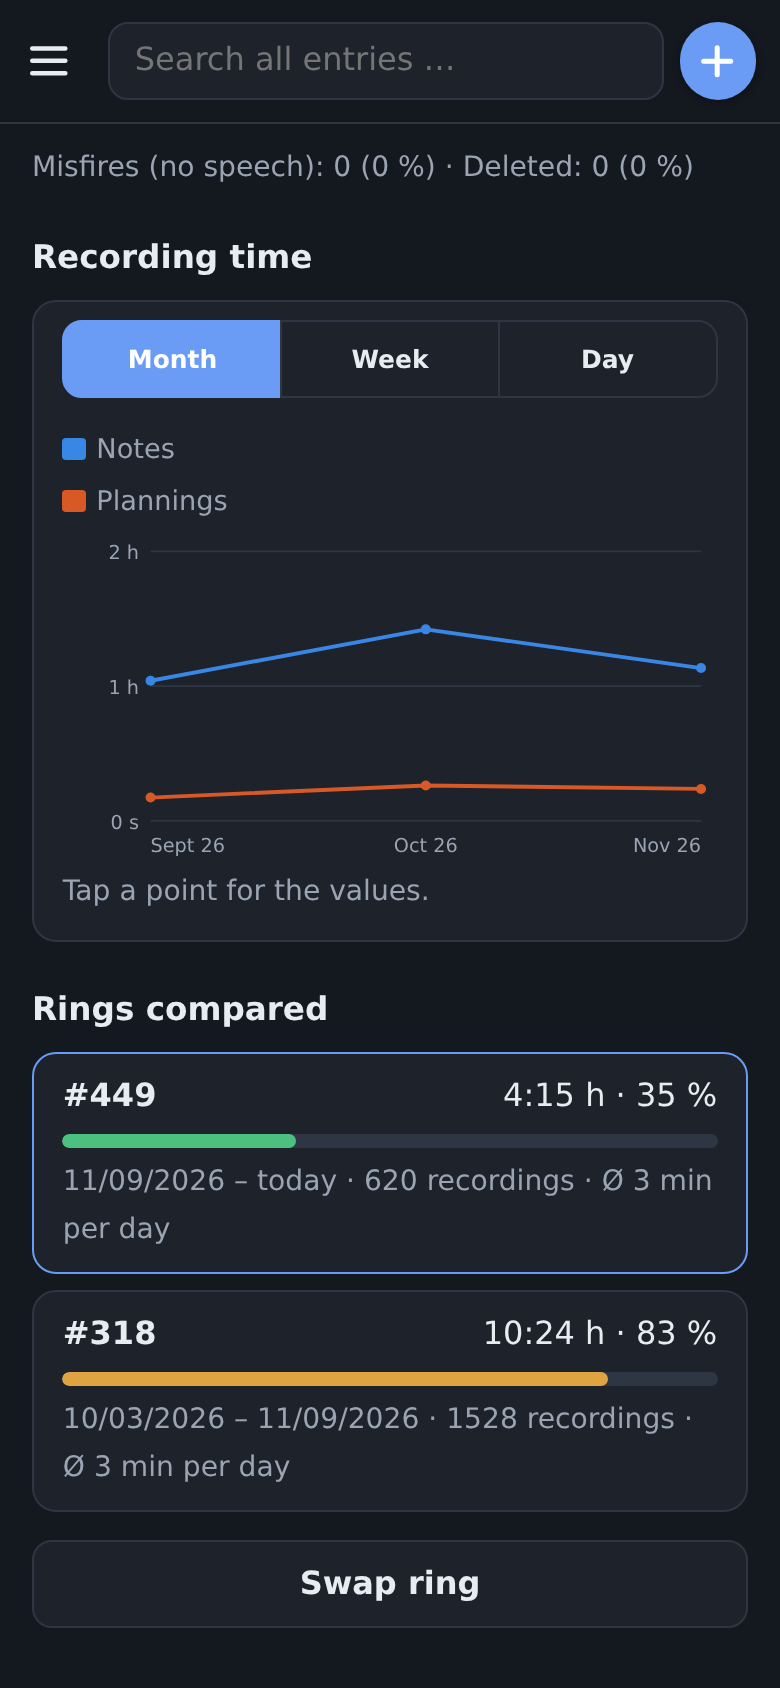 Search all entries …
Misfires (no speech): 0 (0 %) · Deleted: 0 (0 %)
Recording time
Month
Week
Day
Notes
Plannings
2 h
1 h
0 s
Sept 26
Oct 26
Nov 26
Tap a point for the values.
Rings compared
#449
4:15 h · 35 %
11/09/2026 – today · 620 recordings · Ø 3 min
per day
#318
10:24 h · 83 %
10/03/2026 – 11/09/2026 · 1528 recordings ·
Ø 3 min per day
Swap ring